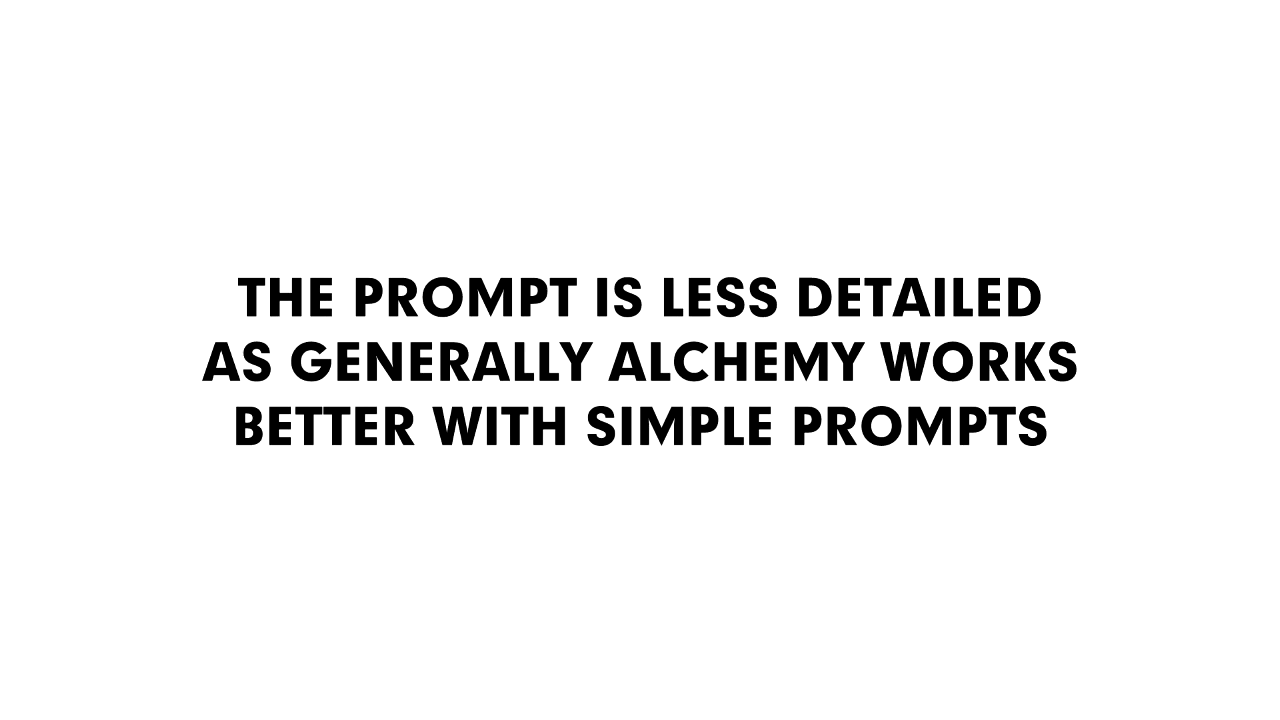 THE PROMPT IS LESS DETAILED
AS GENERALLY ALCHEMY WORKS
BETTER WITH SIMPLE PROMPTS